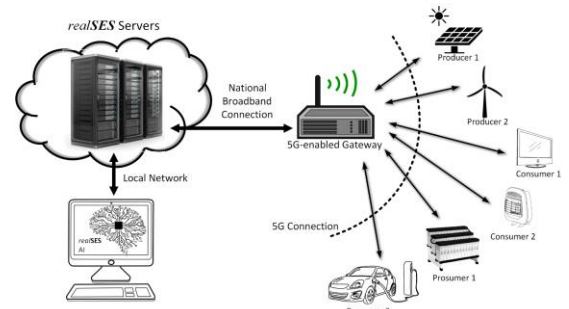 realSES Servers
National
Broadband
Connection
5G-enabled Gateway
Producer 1
Producer 2
Consumer 1
Consumer 2
Prosumer 1
5G Connection
Local Network
realSES
AI